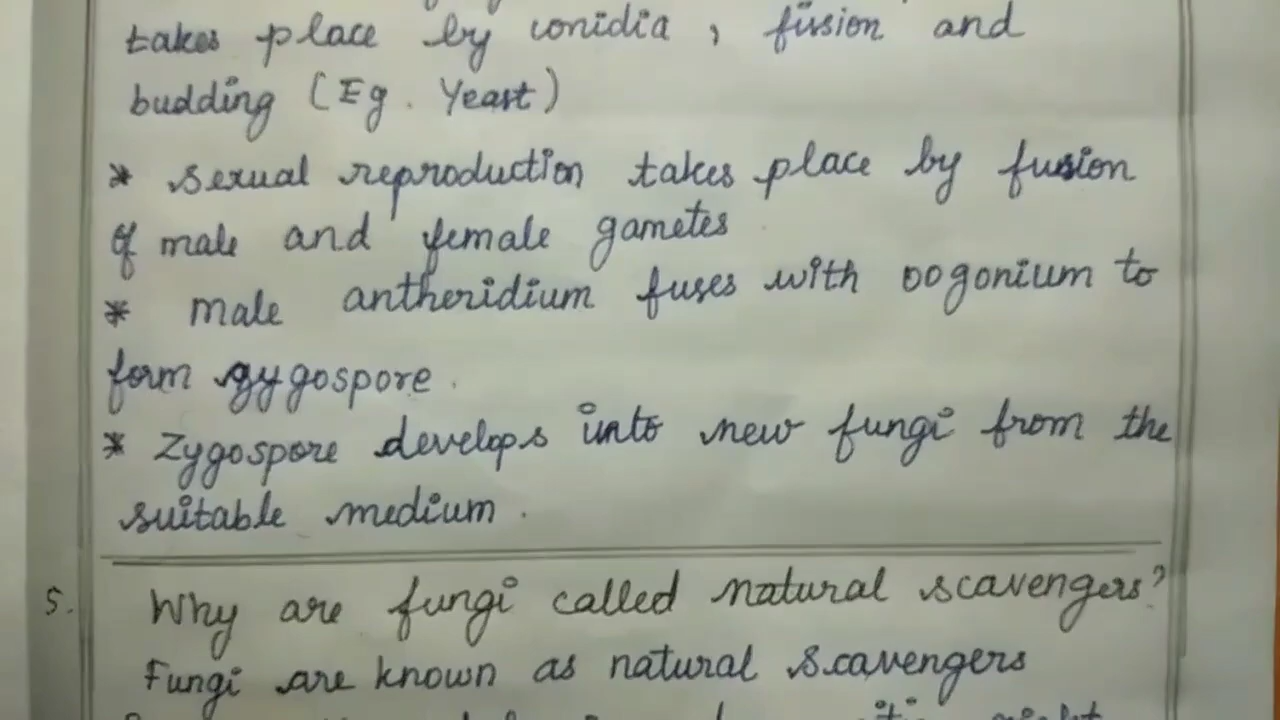 takes place by conidia, fusion and
budding (Eg. Yeast)
* sexual reproduction takes place by fusion
of male and female gametes
* male antheridium fuses with oogonium to
form zygospore.
* Zygospore develops into new fungi from the
suitable medium.
5. Why are fungi called natural scavengers?
Fungi are known as natural scavengers